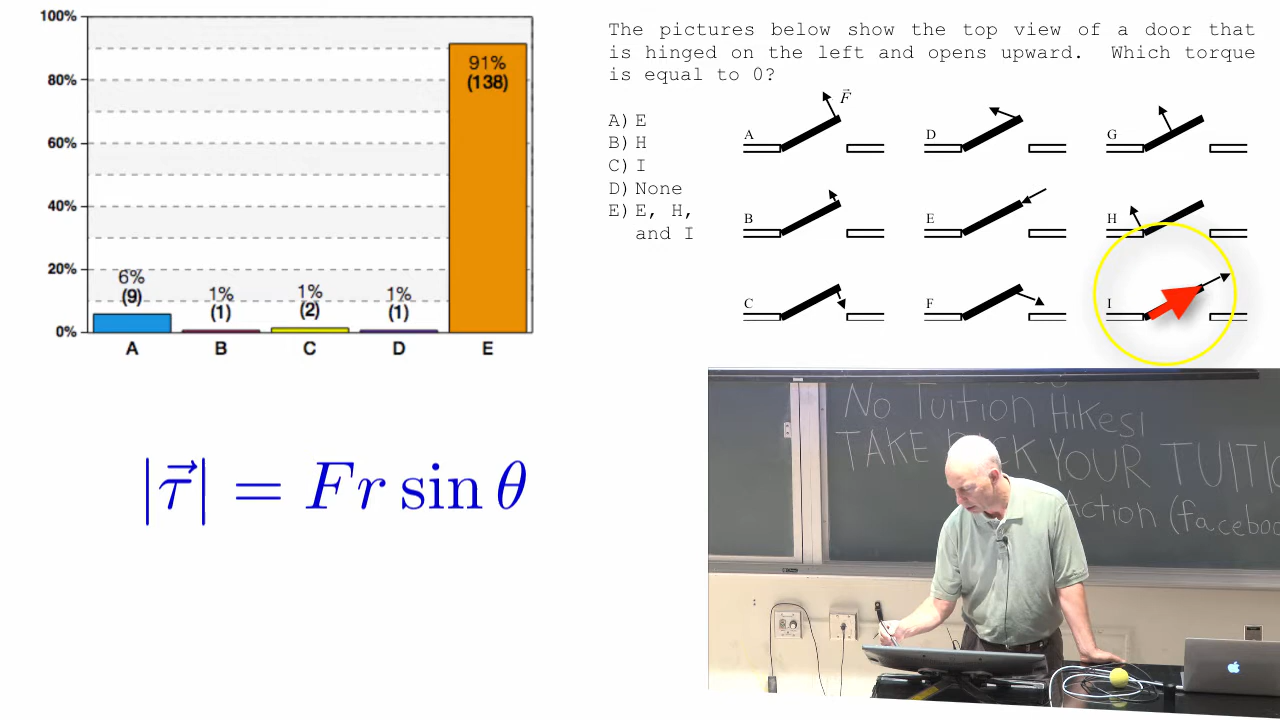 100%
80%
60%
40%
20%
0%
91%
(138)
6%
(9)
1%
(1)
1%
(2)
1%
(1)
A
B
C
D
E
The pictures below show the top view of a door that
is hinged on the left and opens upward. Which torque
is equal to 0?
A) E
B) H
C) I
D) None
E) E, H,
and I
A
F⃗
D
G
B
E
H
C
F
I
|τ⃗| = Fr sin θ
No Tuition Hikes!
TAKE YOUR TUITIO
Action (facebo